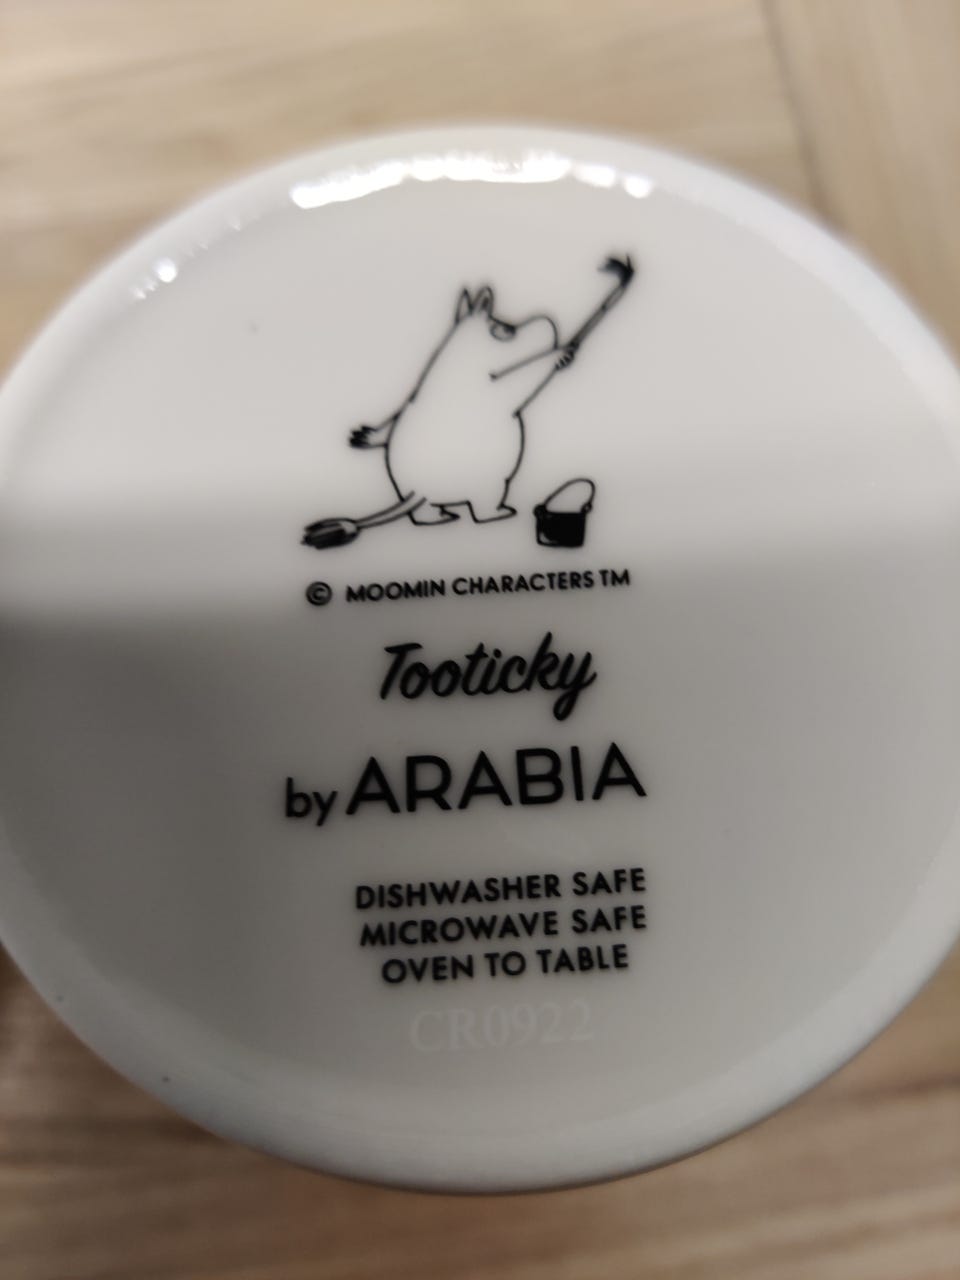 © MOOMIN CHARACTERS TM
Tooticky
by ARABIA
DISHWASHER SAFE
MICROWAVE SAFE
OVEN TO TABLE
CR0922